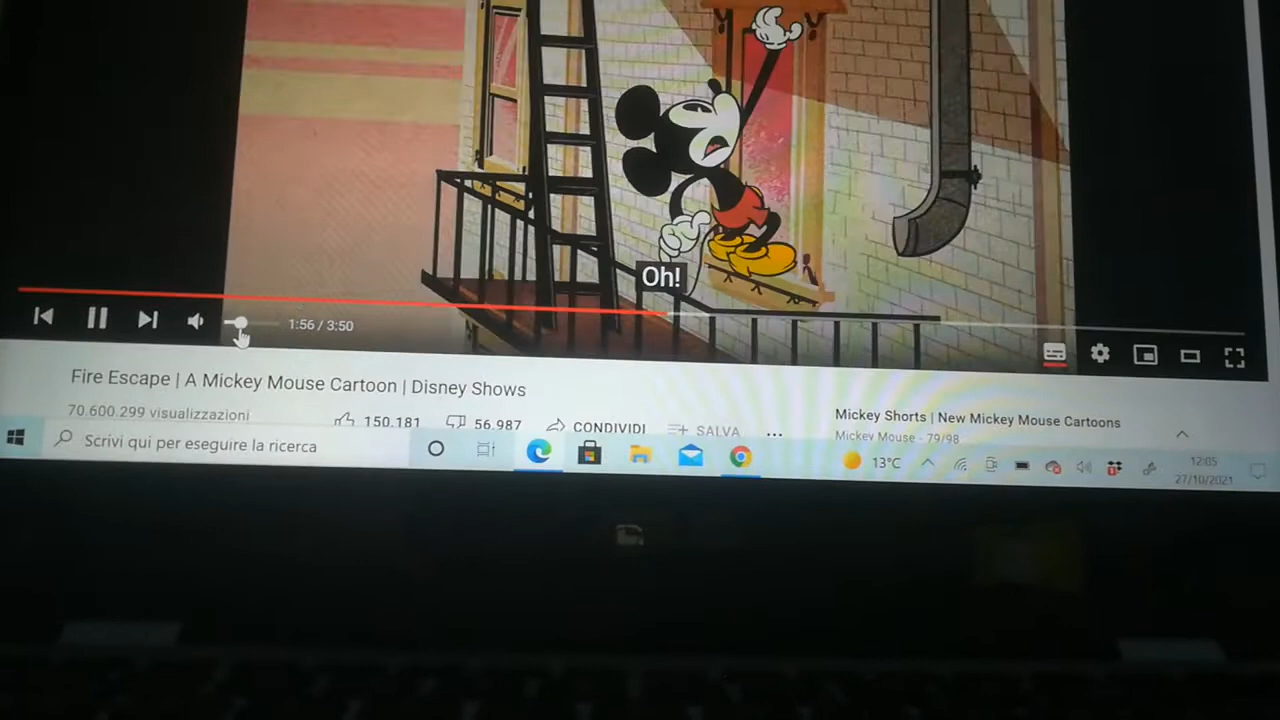 Oh!
1:56 / 3:50
Fire Escape | A Mickey Mouse Cartoon | Disney Shows
70.600.299 visualizzazioni
150.181
56.987
CONDIVIDI
SALVA
Mickey Shorts | New Mickey Mouse Cartoons
Mickey Mouse - 79/98
Scrivi qui per eseguire la ricerca
13°C
12:05
27/10/2021